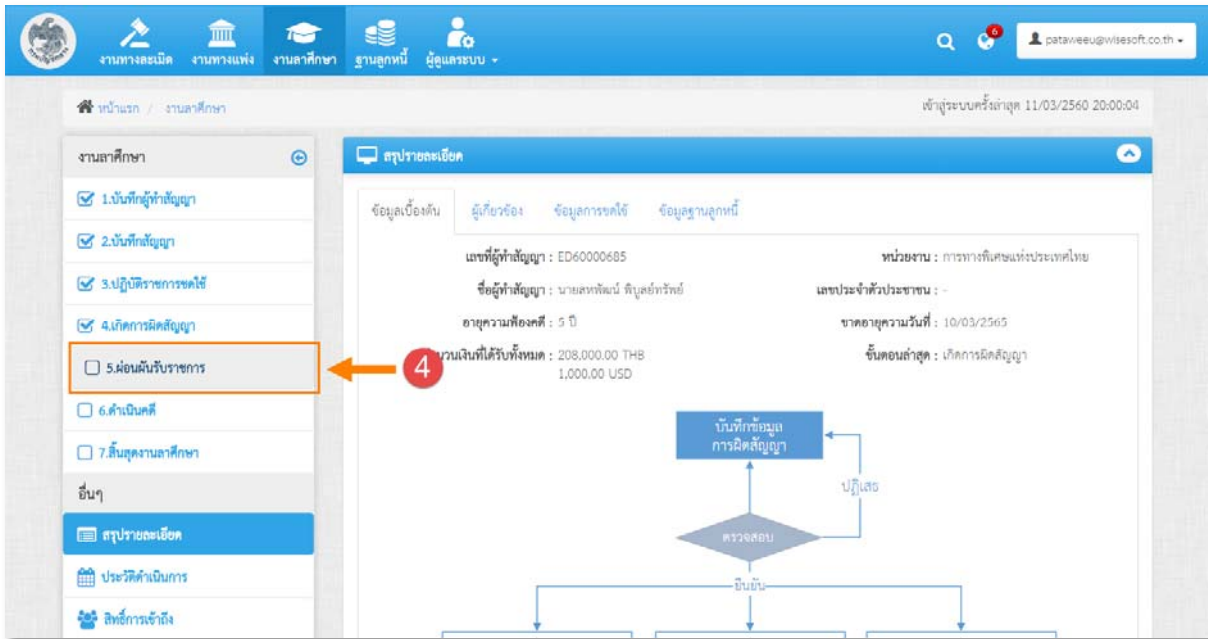 งานทางละเมิด งานทางแพ่ง งานลาศึกษา ฐานลูกหนี้ ผู้ดูแลระบบ
6
pataweeu@wisesoft.co.th
หน้าแรก / งานลาศึกษา
เข้าสู่ระบบครั้งล่าสุด 11/03/2560 20:00:04
งานลาศึกษา
1.บันทึกผู้ทำสัญญา
2.บันทึกสัญญา
3.ปฏิบัติราชการชดใช้
4.เกิดการผิดสัญญา
5.ผ่อนผันรับราชการ
4
6.ดำเนินคดี
7.สิ้นสุดงานลาศึกษา
อื่นๆ
สรุปรายละเอียด
ประวัติดำเนินการ
สิทธิ์การเข้าถึง
สรุปรายละเอียด
ข้อมูลเบื้องต้น ผู้เกี่ยวข้อง ข้อมูลการชดใช้ ข้อมูลฐานลูกหนี้
เลขที่ผู้ทำสัญญา : ED60000685 หน่วยงาน : การทางพิเศษแห่งประเทศไทย
ชื่อผู้ทำสัญญา : นายสหพัฒน์ พิบูลย์ทรัพย์ เลขประจำตัวประชาชน : -
อายุความฟ้องคดี : 5 ปี ขาดอายุความวันที่ : 10/03/2565
นวนเงินที่ได้รับทั้งหมด : 208,000.00 THB ขั้นตอนล่าสุด : เกิดการผิดสัญญา
1,000.00 USD
บันทึกข้อมูล
การผิดสัญญา
ปฏิเสธ
ตรวจสอบ
ยืนยัน